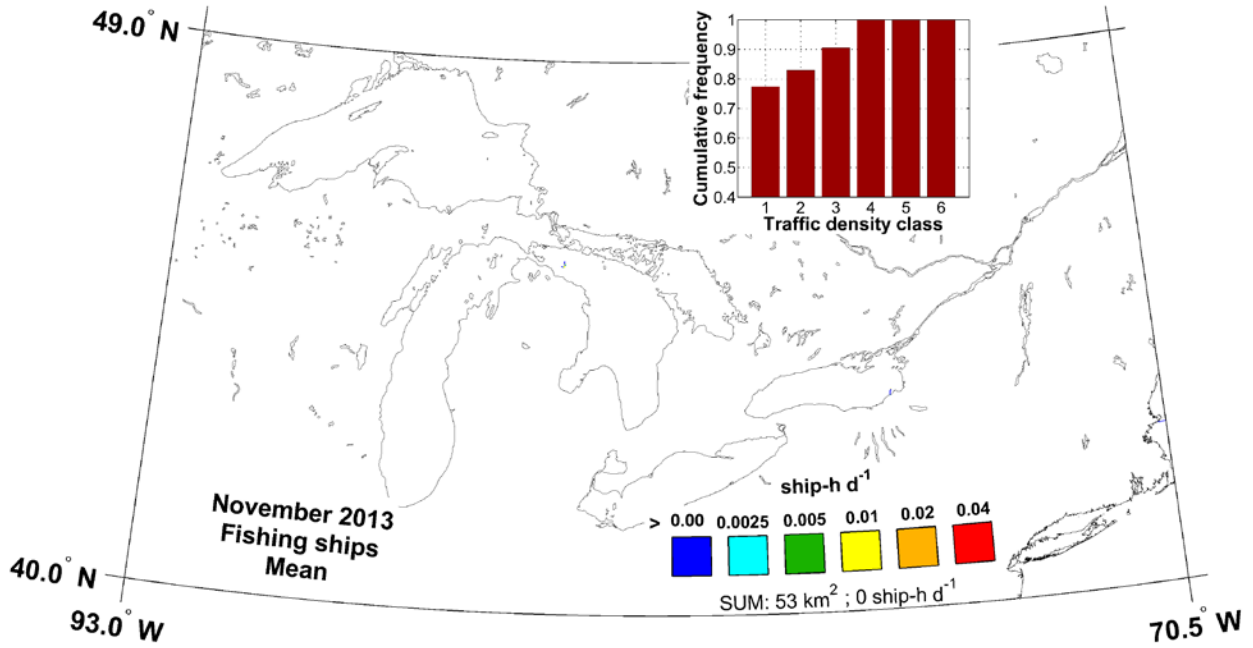 49.0° N
Cumulative frequency
1
0.9
0.8
0.7
0.6
0.5
0.4
1 2 3 4 5 6
Traffic density class
November 2013
Fishing ships
Mean
ship-h d⁻¹
> 0.00 0.0025 0.005 0.01 0.02 0.04
SUM: 53 km² ; 0 ship-h d⁻¹
40.0° N
93.0° W
70.5° W